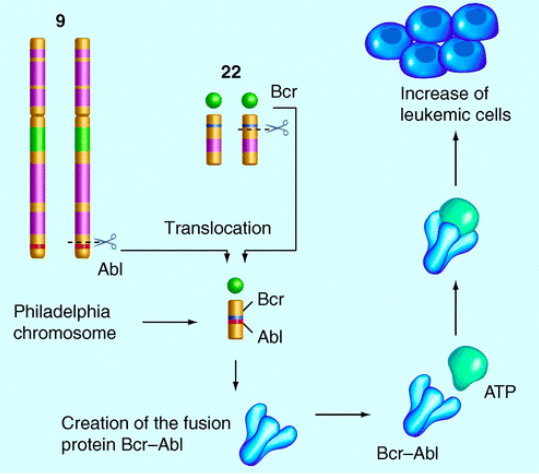 9
22
Bcr
Increase of
leukemic cells
Translocation
Abl
Bcr
Philadelphia
chromosome
Abl
ATP
Creation of the fusion
protein Bcr–Abl
Bcr–Abl